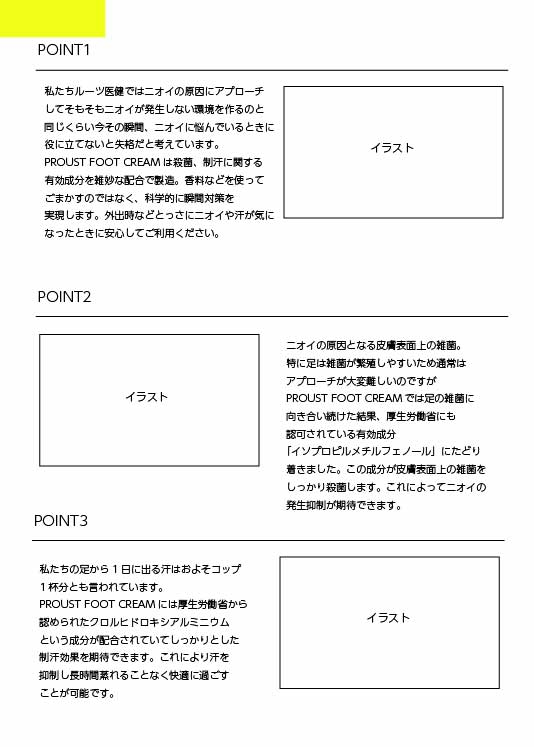 POINT1
私たちルーツ医健ではニオイの原因にアプローチ
してそもそもニオイが発生しない環境を作るのと
同じくらい今その瞬間、ニオイに悩んでいるときに
役に立てないと失格だと考えています。
PROUST FOOT CREAM は殺菌、制汗に関する
有効成分を雑妙な配合で製造。香料などを使って
ごまかすのではなく、科学的に瞬間対策を
実現します。外出時などとっさにニオイや汗が気に
なったときに安心してご利用ください。
イラスト
POINT2
イラスト
ニオイの原因となる皮膚表面上の雑菌。
特に足は雑菌が繁殖しやすいため通常は
アプローチが大変難しいのですが
PROUST FOOT CREAM では足の雑菌に
向き合い続けた結果、厚生労働省にも
認可されている有効成分
「イソプロピルメチルフェノール」にたどり
着きました。この成分が皮膚表面上の雑菌を
しっかり殺菌します。これによってニオイの
発生抑制が期待できます。
POINT3
私たちの足から 1 日に出る汗はおよそコップ
1 杯分とも言われています。
PROUST FOOT CREAM には厚生労働省から
認められたクロルヒドロキシアルミニウム
という成分が配合されていてしっかりとした
制汗効果を期待できます。これにより汗を
抑制し長時間蒸れることなく快適に過ごす
ことが可能です。
イラスト